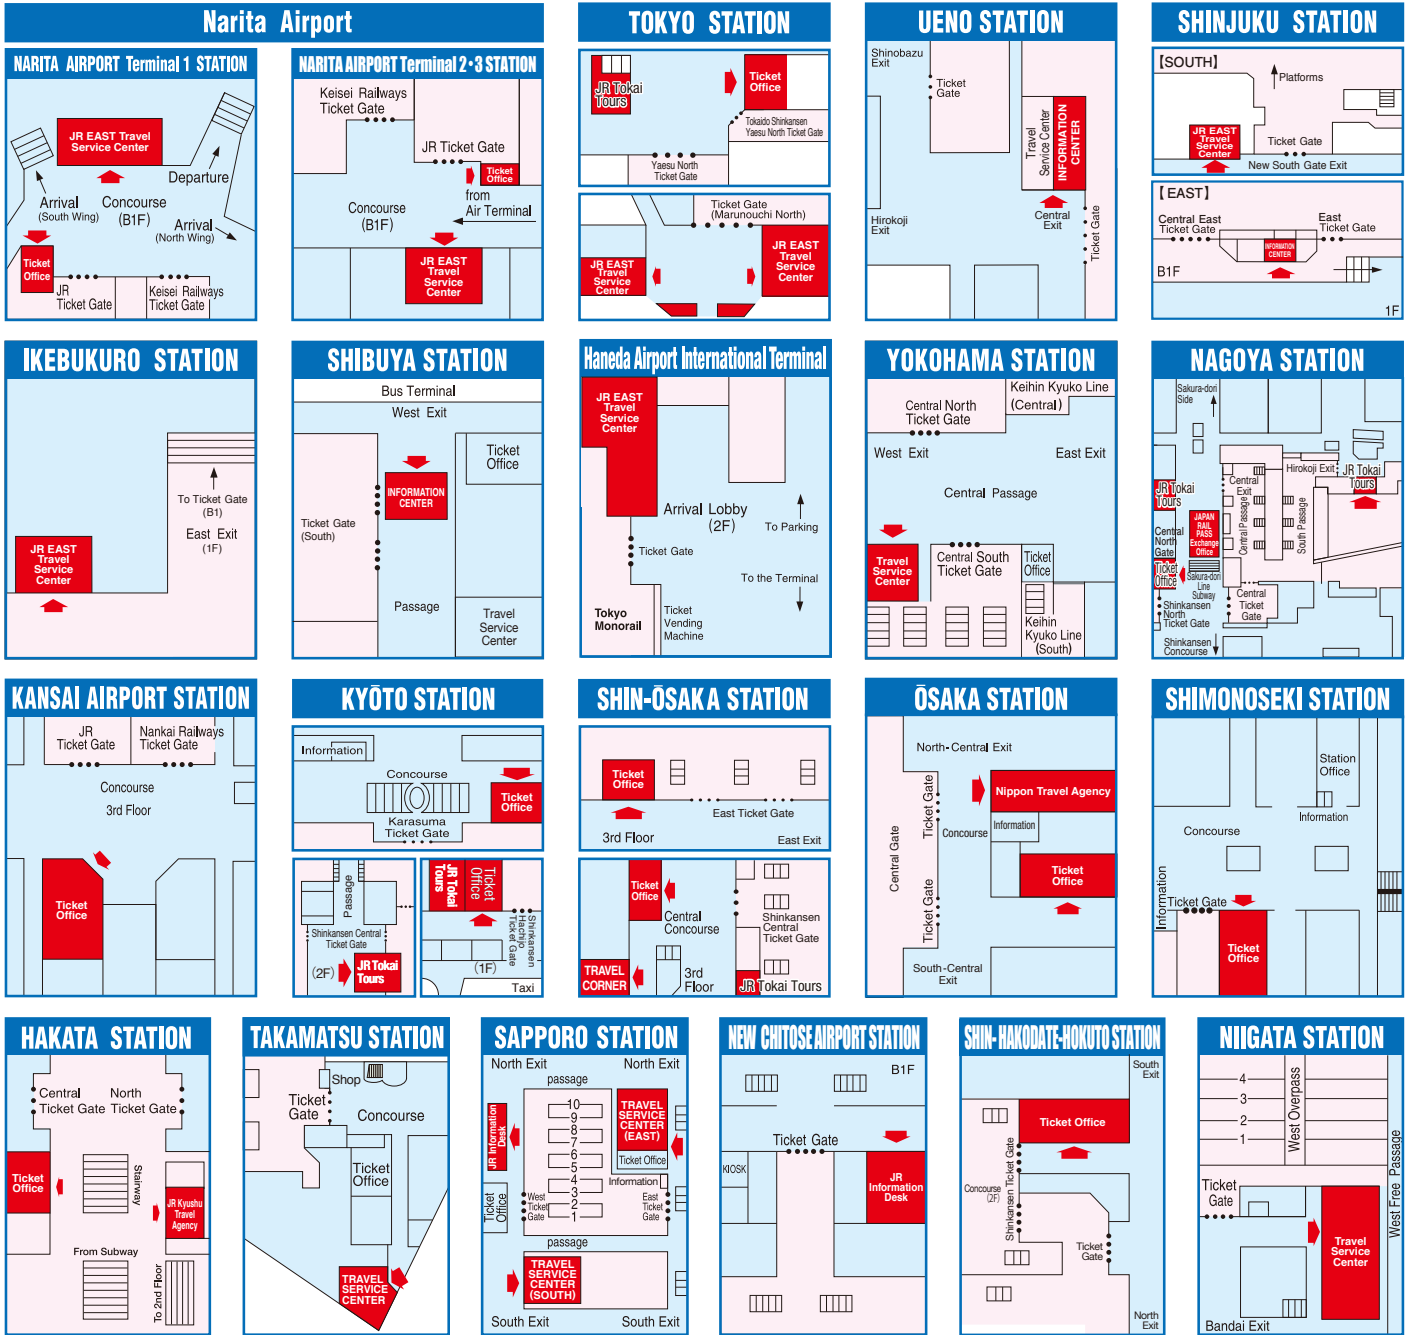 Narita Airport
NARITA AIRPORT Terminal 1 STATION
JR EAST Travel
Service Center
Departure
Arrival
(South Wing)
Concourse
(B1F)
Arrival
(North Wing)
Ticket
Office
JR
Ticket Gate
Keisei Railways
Ticket Gate
NARITA AIRPORT Terminal 2・3 STATION
Keisei Railways
Ticket Gate
JR Ticket Gate
Ticket
Office
from
Air Terminal
Concourse
(B1F)
JR EAST
Travel
Service
Center
TOKYO STATION
JR Tokai
Tours
Ticket
Office
Tokaido Shinkansen
Yaesu North Ticket Gate
Yaesu North
Ticket Gate
Ticket Gate
(Marunouchi North)
JR EAST
Travel
Service
Center
JR EAST
Travel
Service
Center
UENO STATION
Shinobazu
Exit
Ticket
Gate
Travel
Service Center
INFORMATION
CENTER
Hirokoji
Exit
Central
Exit
Ticket Gate
SHINJUKU STATION
【SOUTH】
Platforms
JR EAST
Travel
Service
Center
Ticket Gate
New South Gate Exit
【EAST】
Central East
Ticket Gate
East
Ticket Gate
INFORMATION
CENTER
B1F
1F
IKEBUKURO STATION
To Ticket Gate
(B1)
East Exit
(1F)
JR EAST
Travel
Service
Center
SHIBUYA STATION
Bus Terminal
West Exit
Ticket
Office
INFORMATION
CENTER
Ticket Gate
(South)
Passage
Travel
Service
Center
Haneda Airport International Terminal
JR EAST
Travel
Service
Center
Arrival Lobby
(2F)
To Parking
Ticket Gate
To the Terminal
Tokyo
Monorail
Ticket
Vending
Machine
YOKOHAMA STATION
Keihin Kyuko Line
(Central)
Central North
Ticket Gate
West Exit
East Exit
Central Passage
Travel
Service
Center
Central South
Ticket Gate
Ticket
Office
Keihin
Kyuko Line
(South)
NAGOYA STATION
Sakura-dori
Side
Hirokoji Exit
JR Tokai
Tours
JR Tokai
Tours
Central
Exit
Central Passage
South Passage
JAPAN
RAIL
PASS
Exchange
Office
Central
North
Gate
Ticket
Office
Sakura-dori
Line
Subway
Shinkansen
North
Ticket Gate
Central
Ticket
Gate
Shinkansen
Concourse
KANSAI AIRPORT STATION
JR
Ticket Gate
Nankai Railways
Ticket Gate
Concourse
3rd Floor
Ticket
Office
KYŌTO STATION
Information
Concourse
Ticket
Office
Karasuma
Ticket Gate
Passage
Shinkansen Central
Ticket Gate
(2F)
JR Tokai
Tours
JR Tokai
Tours
Ticket
Office
Shinkansen
Hachijo
Ticket Gate
(1F)
Taxi
SHIN-ŌSAKA STATION
Ticket
Office
East Ticket Gate
3rd Floor
East Exit
Ticket
Office
Central
Concourse
Shinkansen
Central
Ticket Gate
TRAVEL
CORNER
3rd
Floor
JR Tokai Tours
ŌSAKA STATION
North-Central Exit
Ticket Gate
Nippon Travel Agency
Information
Concourse
Central Gate
Ticket
Office
Ticket Gate
South-Central
Exit
SHIMONOSEKI STATION
Station
Office
Information
Concourse
Information
Ticket Gate
Ticket
Office
HAKATA STATION
Central
Ticket Gate
North
Ticket Gate
Ticket
Office
Stairway
JR Kyushu
Travel
Agency
From Subway
To 2nd Floor
TAKAMATSU STATION
Shop
Ticket
Gate
Concourse
Ticket
Office
TRAVEL
SERVICE
CENTER
SAPPORO STATION
North Exit
North Exit
passage
JR Information
Desk
10
9
8
7
6
5
4
3
2
1
TRAVEL
SERVICE
CENTER
(EAST)
Ticket Office
Information
Ticket
Office
West
Ticket
Gate
East
Ticket
Gate
passage
TRAVEL
SERVICE
CENTER
(SOUTH)
South Exit
South Exit
NEW CHITOSE AIRPORT STATION
B1F
Ticket Gate
KIOSK
JR
Information
Desk
SHIN-HAKODATE-HOKUTO STATION
South
Exit
Ticket Office
Shinkansen Ticket Gate
Concourse
(2F)
Ticket
Gate
North
Exit
NIIGATA STATION
4
3
2
1
West Overpass
West Free Passage
Ticket
Gate
Travel
Service
Center
Bandai Exit